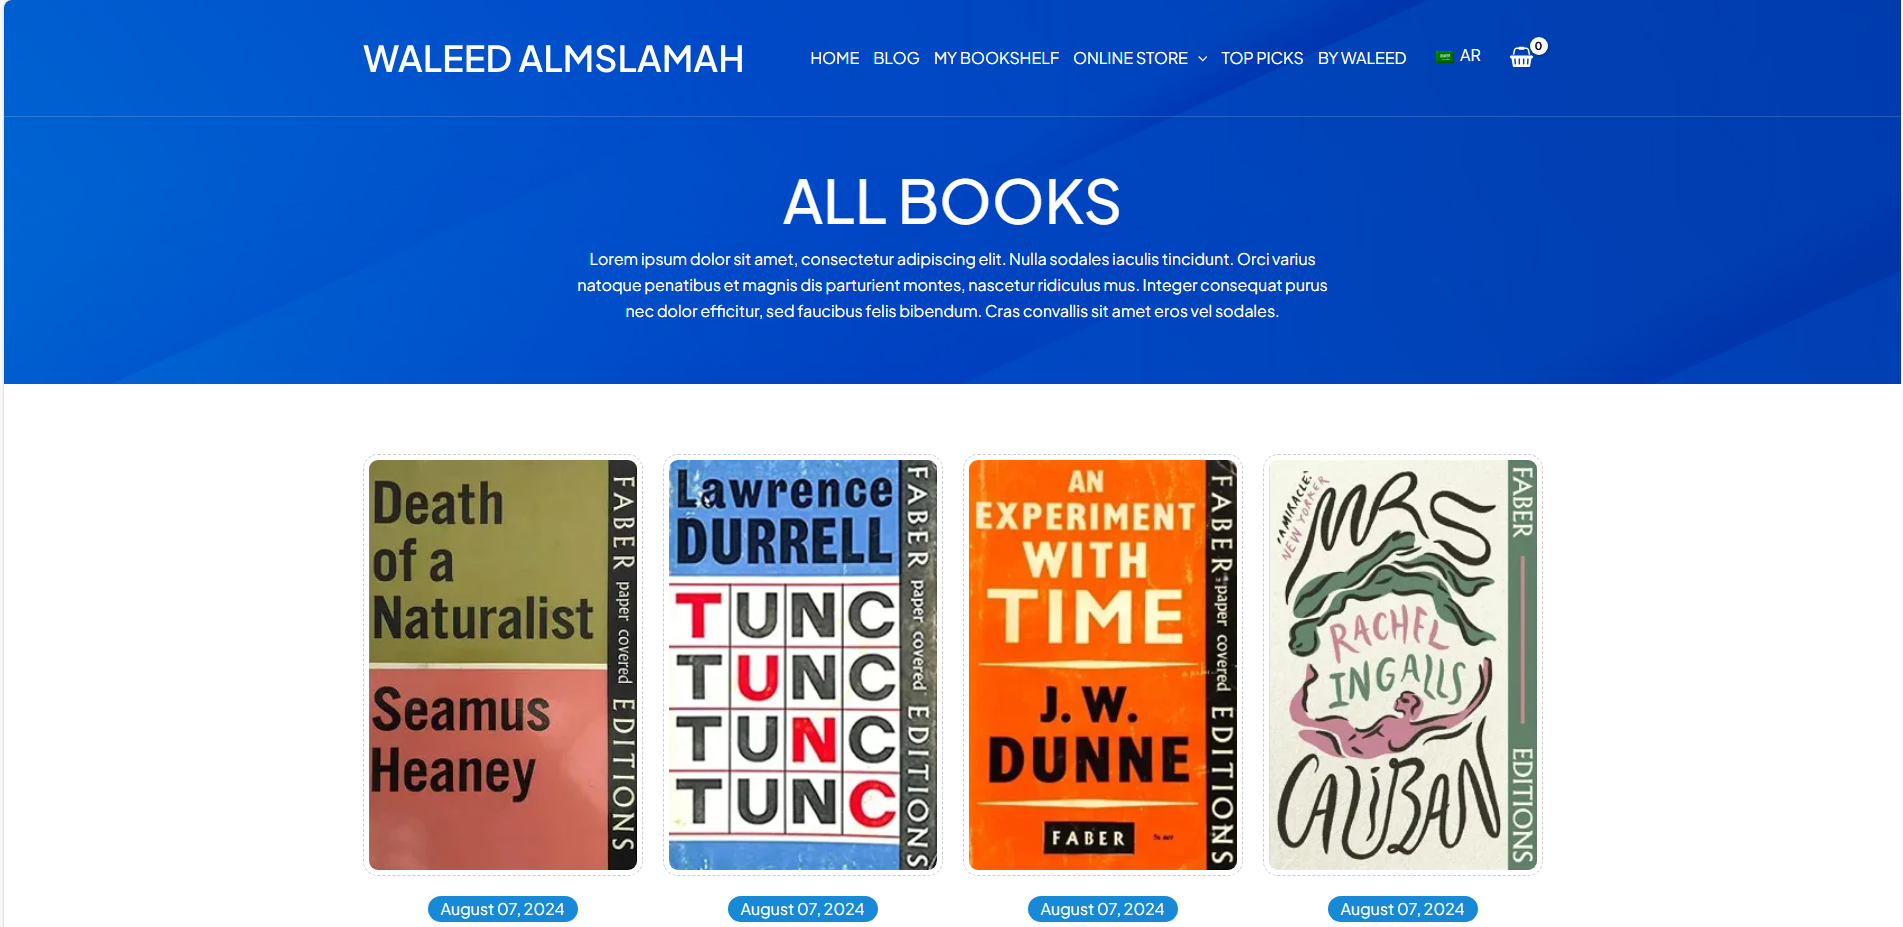 WALEED ALMSLAMAH
HOME BLOG MY BOOKSHELF ONLINE STORE TOP PICKS BY WALEED AR 0
ALL BOOKS
Lorem ipsum dolor sit amet, consectetur adipiscing elit. Nulla sodales iaculis tincidunt. Orci varius
natoque penatibus et magnis dis parturient montes, nascetur ridiculus mus. Integer consequat purus
nec dolor efficitur, sed faucibus felis bibendum. Cras convallis sit amet eros vel sodales.
Death
of a
Naturalist
Seamus
Heaney
FABER paper covered EDITIONS
Lawrence
DURRELL
TUNC
TUNC
TUNC
TUNC
FABER paper covered EDITIONS
AN
EXPERIMENT
WITH
TIME
J. W.
DUNNE
FABER
FABER paper covered EDITIONS
'A MIRACLE.'
NEW YORKER
MRS
RACHEL
INGALLS
CALIBAN
FABER EDITIONS
August 07, 2024
August 07, 2024
August 07, 2024
August 07, 2024